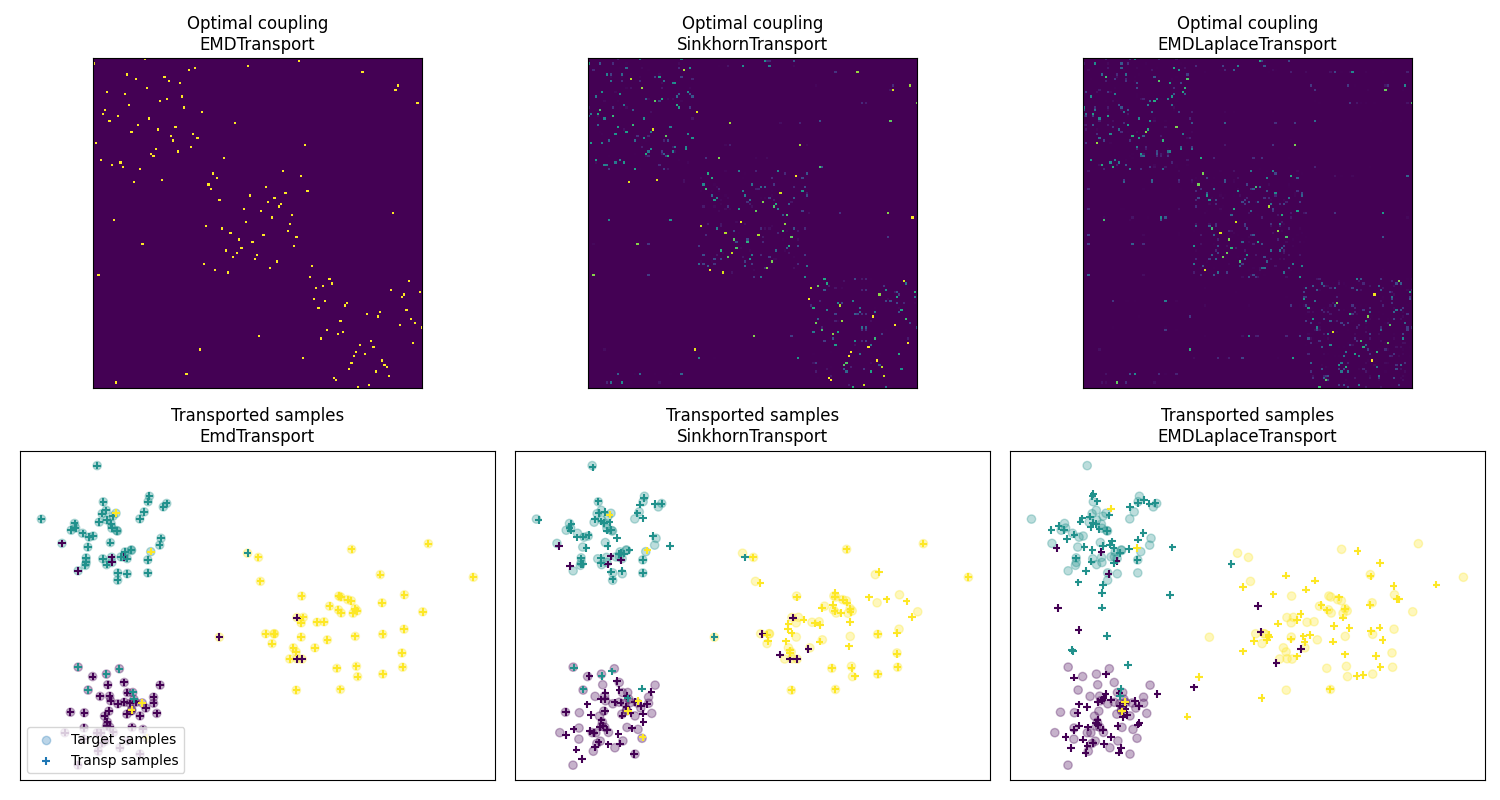 Optimal coupling
EMDTransport
Optimal coupling
SinkhornTransport
Optimal coupling
EMDLaplaceTransport
Transported samples
EmdTransport
Transported samples
SinkhornTransport
Transported samples
EMDLaplaceTransport
Target samples
Transp samples